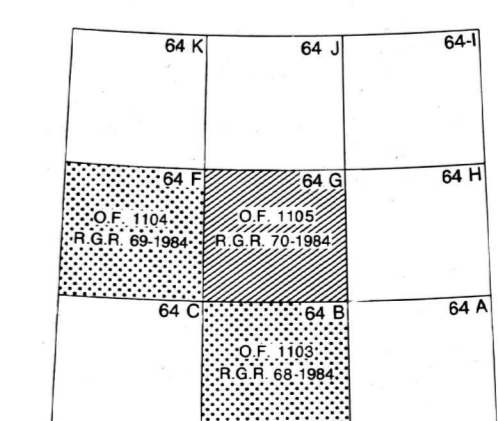 64 K
64 J
64-I
64 F
O.F. 1104
R.G.R. 69-1984
64 G
O.F. 1105
R.G.R. 70-1984
64 H
64 C
64 B
O.F. 1103
R.G.R. 68-1984
64 A